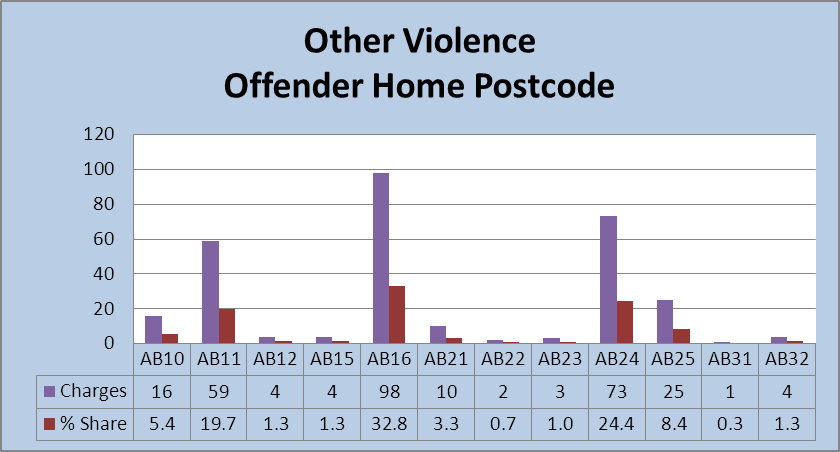 Other Violence
Offender Home Postcode
120
100
80
60
40
20
0
AB10 AB11 AB12 AB15 AB16 AB21 AB22 AB23 AB24 AB25 AB31 AB32
Charges 16 59 4 4 98 10 2 3 73 25 1 4
% Share 5.4 19.7 1.3 1.3 32.8 3.3 0.7 1.0 24.4 8.4 0.3 1.3